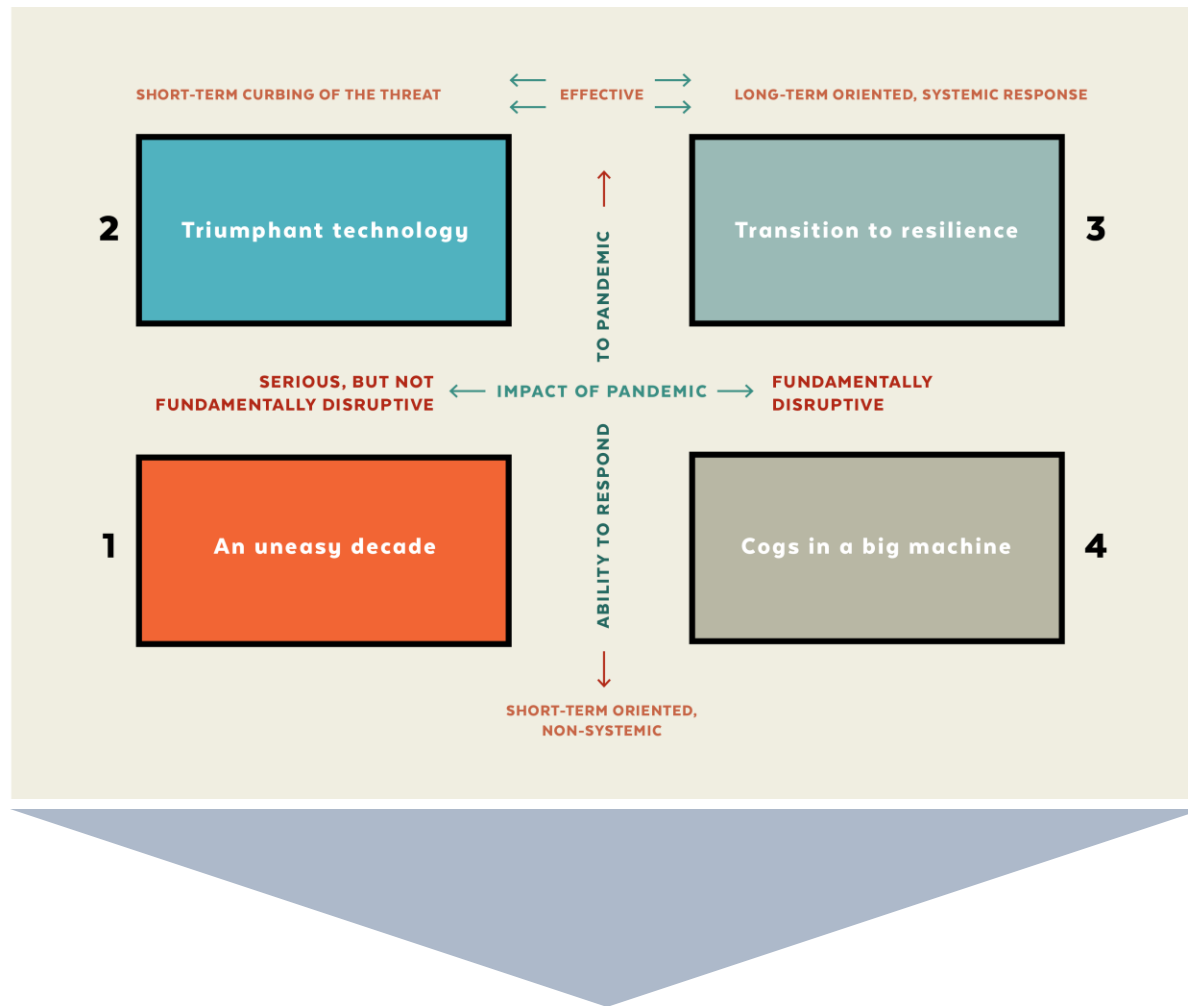 SHORT-TERM CURBING OF THE THREAT
EFFECTIVE
LONG-TERM ORIENTED, SYSTEMIC RESPONSE
2
Triumphant technology
Transition to resilience
3
TO PANDEMIC
SERIOUS, BUT NOT
FUNDAMENTALLY DISRUPTIVE
IMPACT OF PANDEMIC
FUNDAMENTALLY
DISRUPTIVE
ABILITY TO RESPOND
1
An uneasy decade
Cogs in a big machine
4
SHORT-TERM ORIENTED,
NON-SYSTEMIC